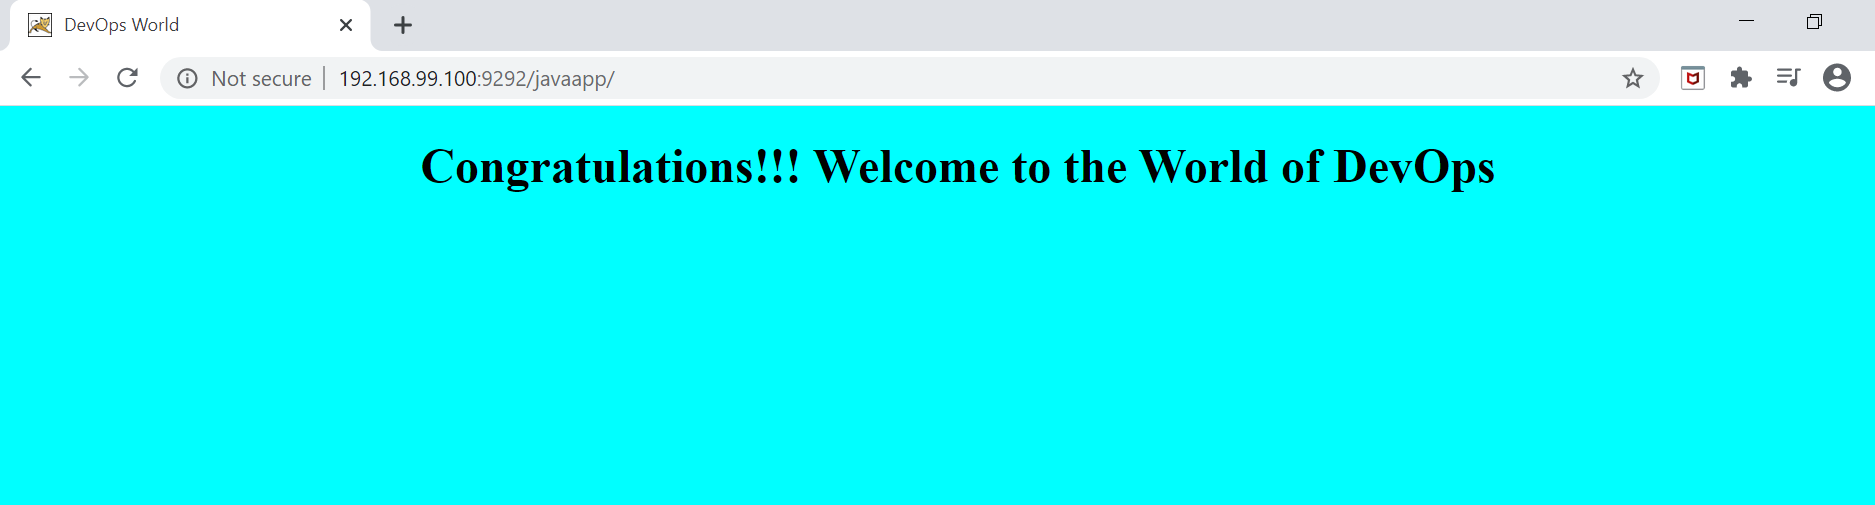 DevOps World
Not secure 192.168.99.100:9292/javaapp/
Congratulations!!! Welcome to the World of DevOps